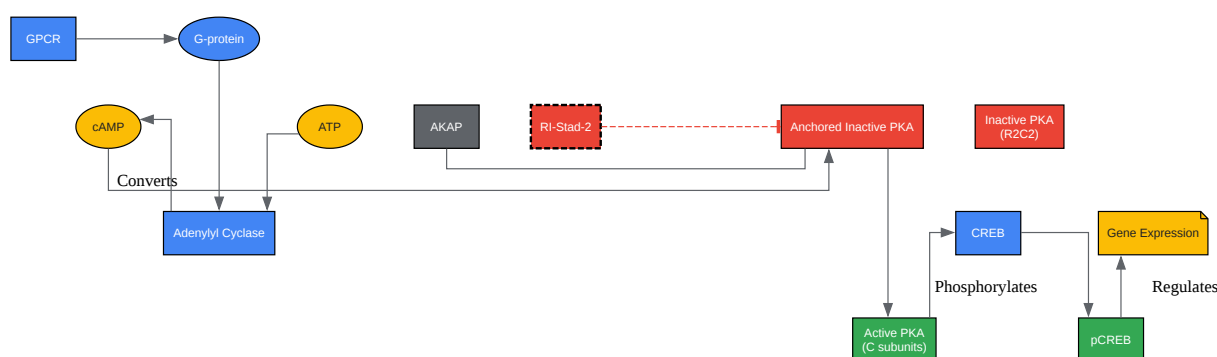 GPCR
G-protein
cAMP
ATP
AKAP
RI-Stad-2
Anchored Inactive PKA
Inactive PKA
(R2C2)
Converts
Adenylyl Cyclase
CREB
Gene Expression
Phosphorylates
Regulates
Active PKA
(C subunits)
pCREB